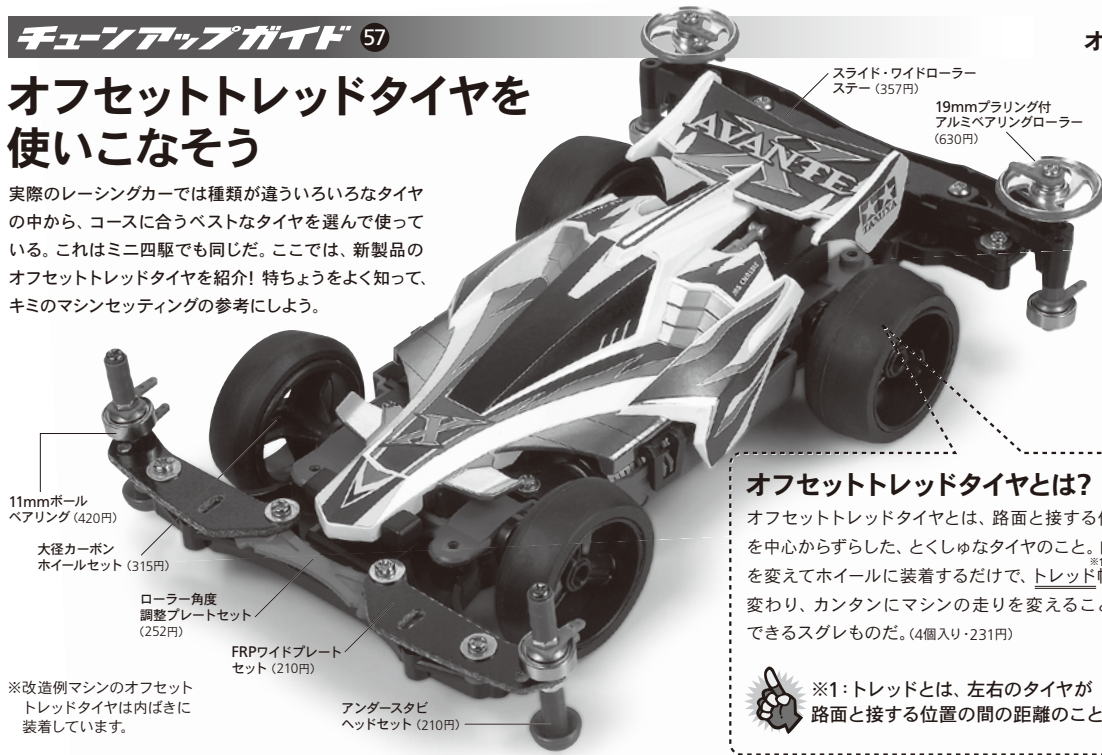 チューンアップガイド 57
オ
オフセットトレッドタイヤを
使いこなそう
実際のレーシングカーでは種類が違ういろいろなタイヤ
の中から、コースに合うベストなタイヤを選んで使って
いる。これはミニ四駆でも同じだ。ここでは、新製品の
オフセットトレッドタイヤを紹介! 特ちょうをよく知って、
キミのマシンセッティングの参考にしよう。
スライド・ワイドローラー
ステー(357円)
19mmプラリング付
アルミベアリングローラー
(630円)
AVANTE
X
TAMIYA
X
11mmボール
ベアリング(420円)
大径カーボン
ホイールセット(315円)
ローラー角度
調整プレートセット
(252円)
FRPワイドプレート
セット(210円)
アンダースタビ
ヘッドセット(210円)
※改造例マシンのオフセット
トレッドタイヤは内ばきに
装着しています。
オフセットトレッドタイヤとは?
オフセットトレッドタイヤとは、路面と接する
を中心からずらした、とくしゅなタイヤのこと。
※1
を変えてホイールに装着するだけで、トレッド
変わり、カンタンにマシンの走りを変えるこ
できるスグレものだ。(4個入り・231円)
※1:トレッドとは、左右のタイヤが
路面と接する位置の間の距離のこと